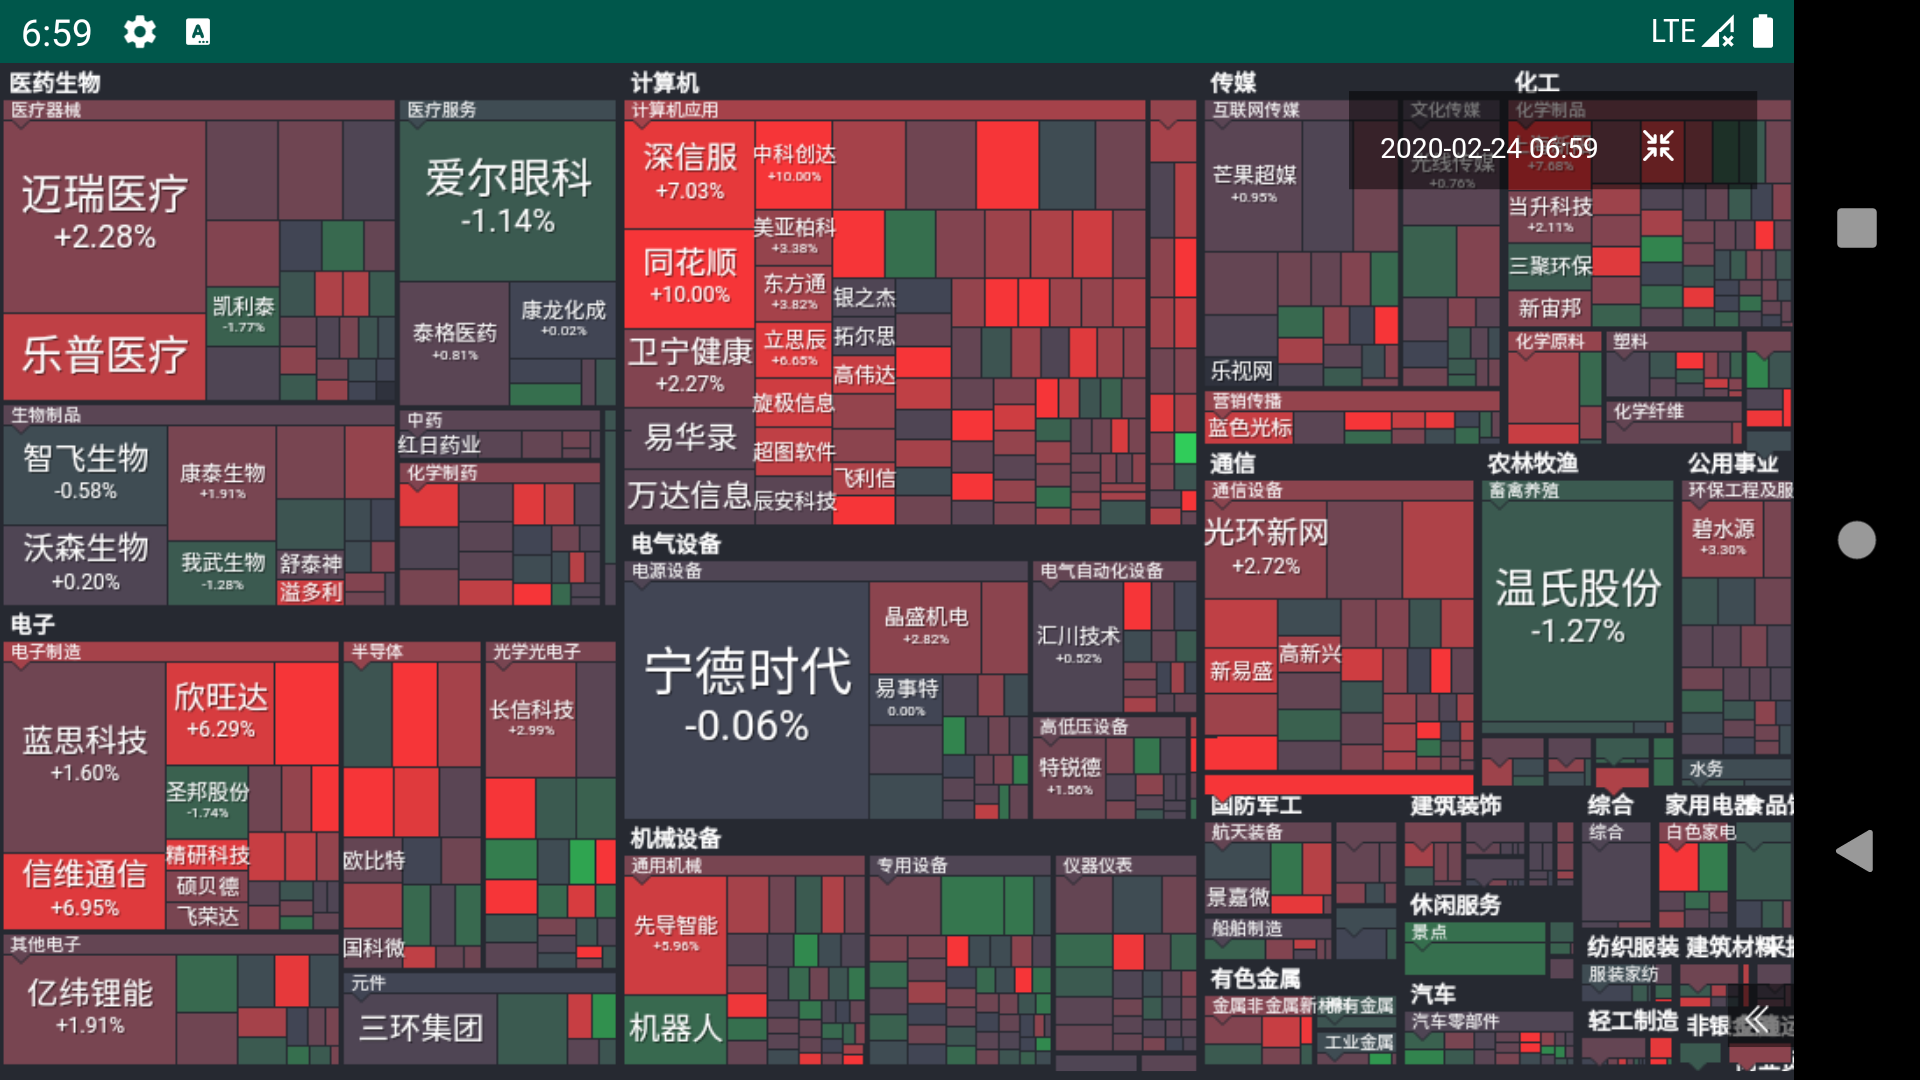 6:59
LTE
医药生物
医疗器械
迈瑞医疗
+2.28%
凯利泰
-1.77%
乐普医疗
医疗服务
爱尔眼科
-1.14%
泰格医药
+0.81%
康龙化成
+0.02%
生物制品
智飞生物
-0.58%
康泰生物
+1.91%
沃森生物
+0.20%
我武生物
-1.28%
舒泰神
溢多利
中药
红日药业
化学制药
电子
电子制造
蓝思科技
+1.60%
欣旺达
+6.29%
圣邦股份
-1.74%
精研科技
硕贝德
飞荣达
信维通信
+6.95%
其他电子
亿纬锂能
+1.91%
半导体
欧比特
国科微
光学光电子
长信科技
+2.99%
元件
三环集团
计算机
计算机应用
深信服
+7.03%
同花顺
+10.00%
卫宁健康
+2.27%
易华录
万达信息
中科创达
+10.00%
美亚柏科
+3.38%
东方通
+3.82%
立思辰
+6.65%
旋极信息
超图软件
辰安科技
银之杰
拓尔思
高伟达
飞利信
电气设备
电源设备
宁德时代
-0.06%
晶盛机电
+2.82%
易事特
0.00%
电气自动化设备
汇川技术
+0.52%
高低压设备
特锐德
+1.56%
机械设备
通用机械
先导智能
+5.96%
机器人
专用设备
仪器仪表
传媒
互联网传媒
芒果超媒
+0.95%
乐视网
文化传媒
光线传媒
+0.76%
营销传播
蓝色光标
化工
化学制品
+7.68%
2020-02-24 06:59
当升科技
+2.11%
三聚环保
新宙邦
化学原料
塑料
化学纤维
通信
通信设备
光环新网
+2.72%
新易盛
高新兴
农林牧渔
畜禽养殖
温氏股份
-1.27%
公用事业
环保工程及服
碧水源
+3.30%
水务
国防军工
航天装备
景嘉微
船舶制造
有色金属
金属非金属新材料
稀有金属
工业金属
建筑装饰
休闲服务
景点
汽车
汽车零部件
综合
综合
家用电器
白色家电
纺织服装
服装家纺
轻工制造
建筑材料
非银